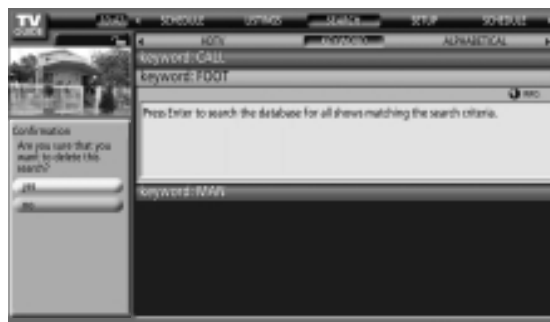 TV
GUIDE
SCHEDULE LISTINGS SEARCH SETUP SCHEDULE
HDTV KEYWORD ALPHABETICAL
keyword: CALL
keyword: FOOT
INFO
Press Enter to search the database for all shows matching the search criteria.
Confirmation
Are you sure that you
want to delete this
search?
yes
no
keyword: MAN